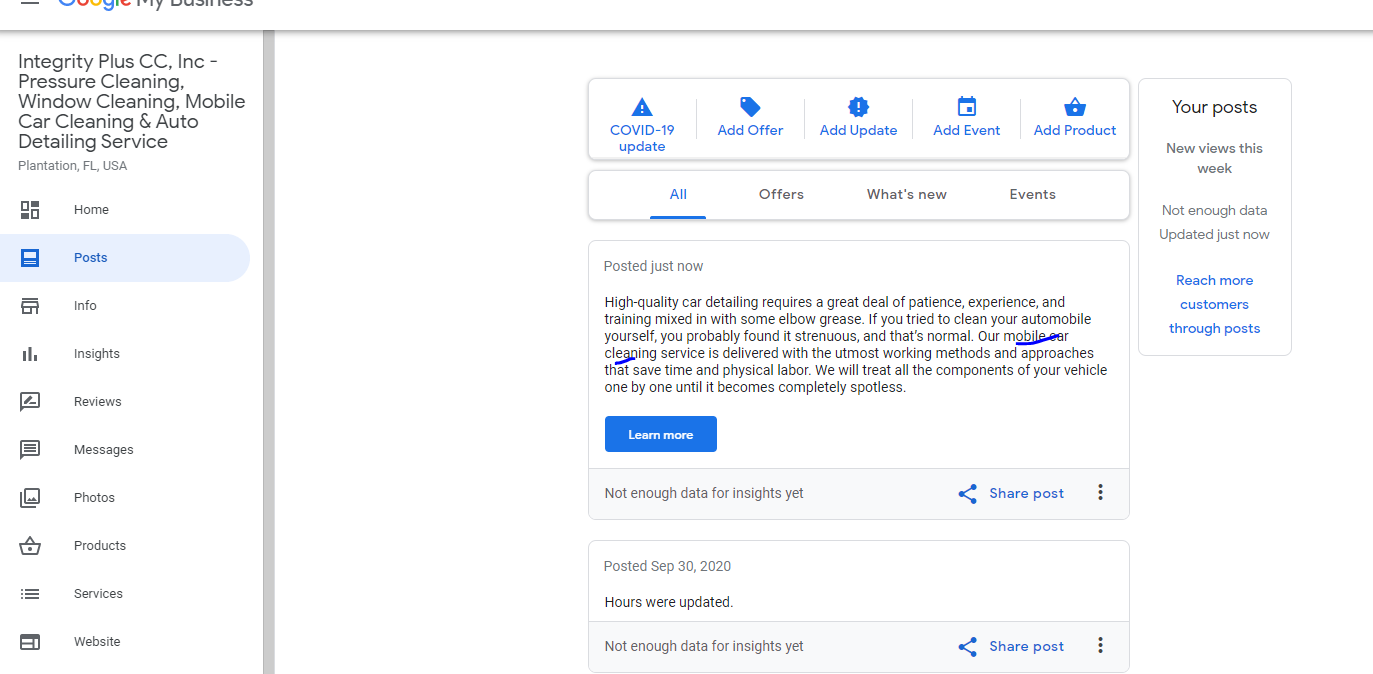 Google My Business
Integrity Plus CC, Inc -
Pressure Cleaning,
Window Cleaning, Mobile
Car Cleaning & Auto
Detailing Service
Plantation, FL, USA
Home
Posts
Info
Insights
Reviews
Messages
Photos
Products
Services
Website
COVID-19
update
Add Offer
Add Update
Add Event
Add Product
All
Offers
What's new
Events
Posted just now
High-quality car detailing requires a great deal of patience, experience, and
training mixed in with some elbow grease. If you tried to clean your automobile
yourself, you probably found it strenuous, and that’s normal. Our mobile car
cleaning service is delivered with the utmost working methods and approaches
that save time and physical labor. We will treat all the components of your vehicle
one by one until it becomes completely spotless.
Learn more
Not enough data for insights yet
Share post
Posted Sep 30, 2020
Hours were updated.
Not enough data for insights yet
Share post
Your posts
New views this
week
Not enough data
Updated just now
Reach more
customers
through posts